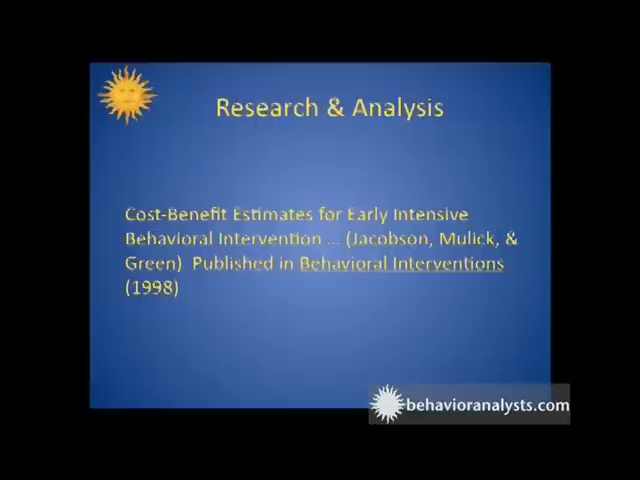 Research & Analysis
Cost-Benefit Estimates for Early Intensive
Behavioral Intervention ... (Jacobson, Mulick, &
Green) Published in Behavioral Interventions
(1998)
behavioranalysts.com